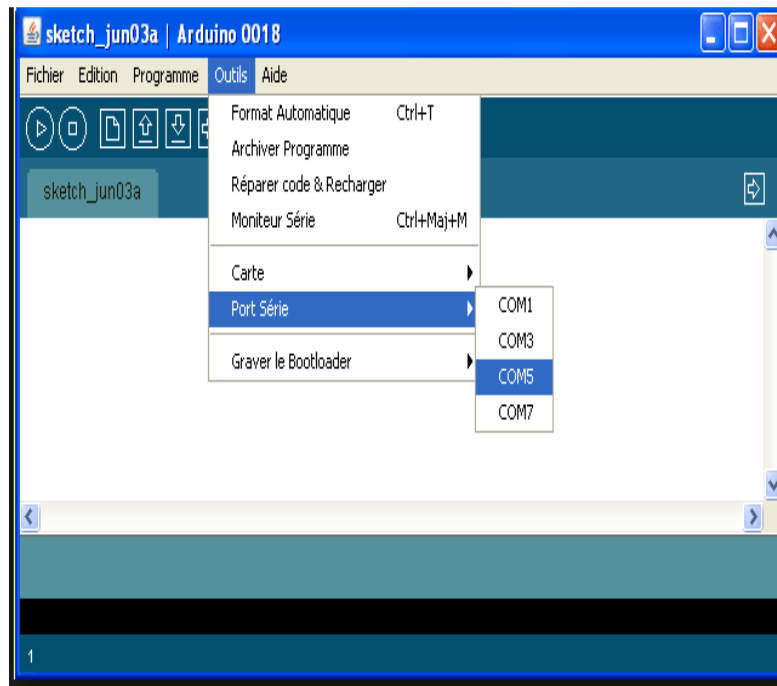 sketch_jun03a | Arduino 0018
Fichier Edition Programme Outils Aide
Format Automatique Ctrl+T
Archiver Programme
Réparer code & Recharger
sketch_jun03a
Moniteur Série Ctrl+Maj+M
Carte
Port Série
Graver le Bootloader
COM1
COM3
COM5
COM7
1